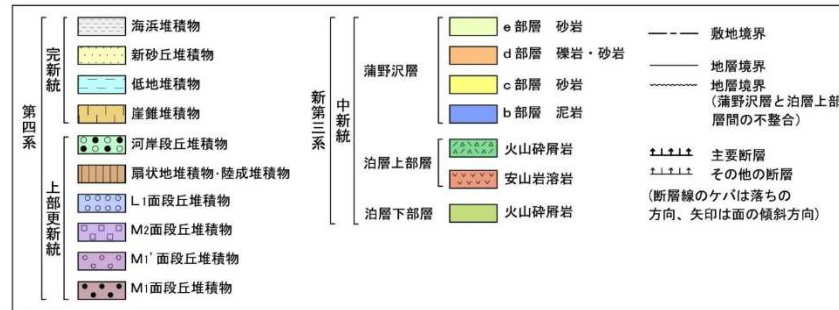 第四系
完新統
海浜堆積物
新砂丘堆積物
低地堆積物
崖錐堆積物
上部更新統
河岸段丘堆積物
扇状地堆積物・陸成堆積物
L1面段丘堆積物
M2面段丘堆積物
M1'面段丘堆積物
M1面段丘堆積物
新第三系
中新統
蒲野沢層
e部層 砂岩
d部層 礫岩・砂岩
c部層 砂岩
b部層 泥岩
泊層上部層
火山砕屑岩
安山岩溶岩
泊層下部層
火山砕屑岩
敷地境界
地層境界
地層境界
(蒲野沢層と泊層上部
層間の不整合)
主要断層
その他の断層
(断層線のケバは落ちの
方向、矢印は面の傾斜方向)